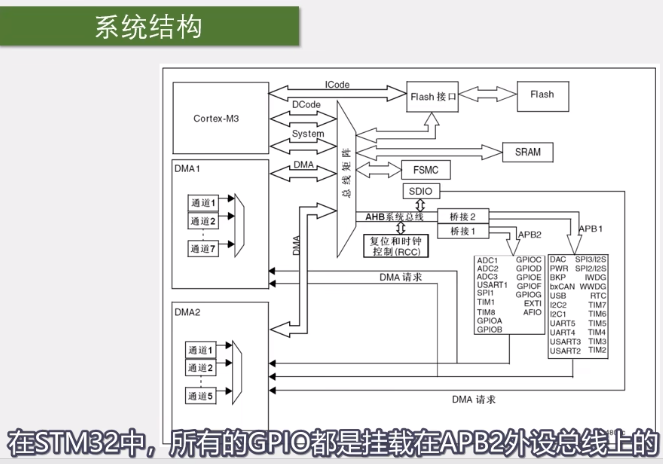 系统结构
ICode
Cortex-M3
DCode
System
DMA
总线矩阵
Flash 接口
Flash
SRAM
FSMC
SDIO
AHB系统总线
桥接2
桥接1
复位和时钟
控制(RCC)
APB2
APB1
DMA1
通道1
通道2
通道7
DMA
DMA 请求
ADC1 GPIOC
ADC2 GPIOD
ADC3 GPIOE
USART1 GPIOF
SPI1 GPIOG
TIM1 EXTI
TIM8 AFIO
GPIOA
GPIOB
DAC SPI3/I2S
PWR SPI2/I2S
BKP IWDG
bxCAN WWDG
USB RTC
I2C2 TIM7
I2C1 TIM6
UART5 TIM5
UART4 TIM4
USART3 TIM3
USART2 TIM2
DMA2
通道1
通道2
通道5
DMA 请求
在STM32中，所有的GPIO都是挂载在APB2外设总线上的